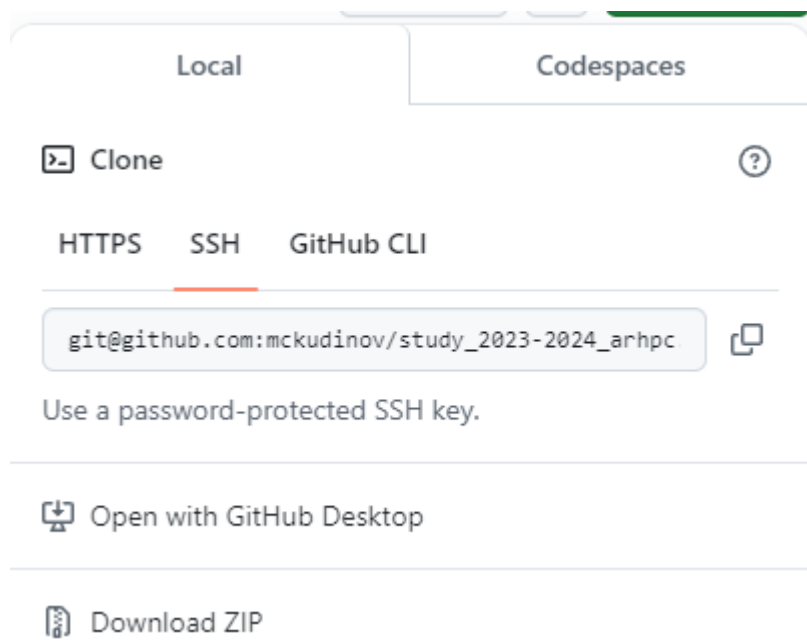 Local
Codespaces
Clone
HTTPS SSH GitHub CLI
git@github.com:mckudinov/study_2023-2024_arhpc.
Use a password-protected SSH key.
Open with GitHub Desktop
Download ZIP